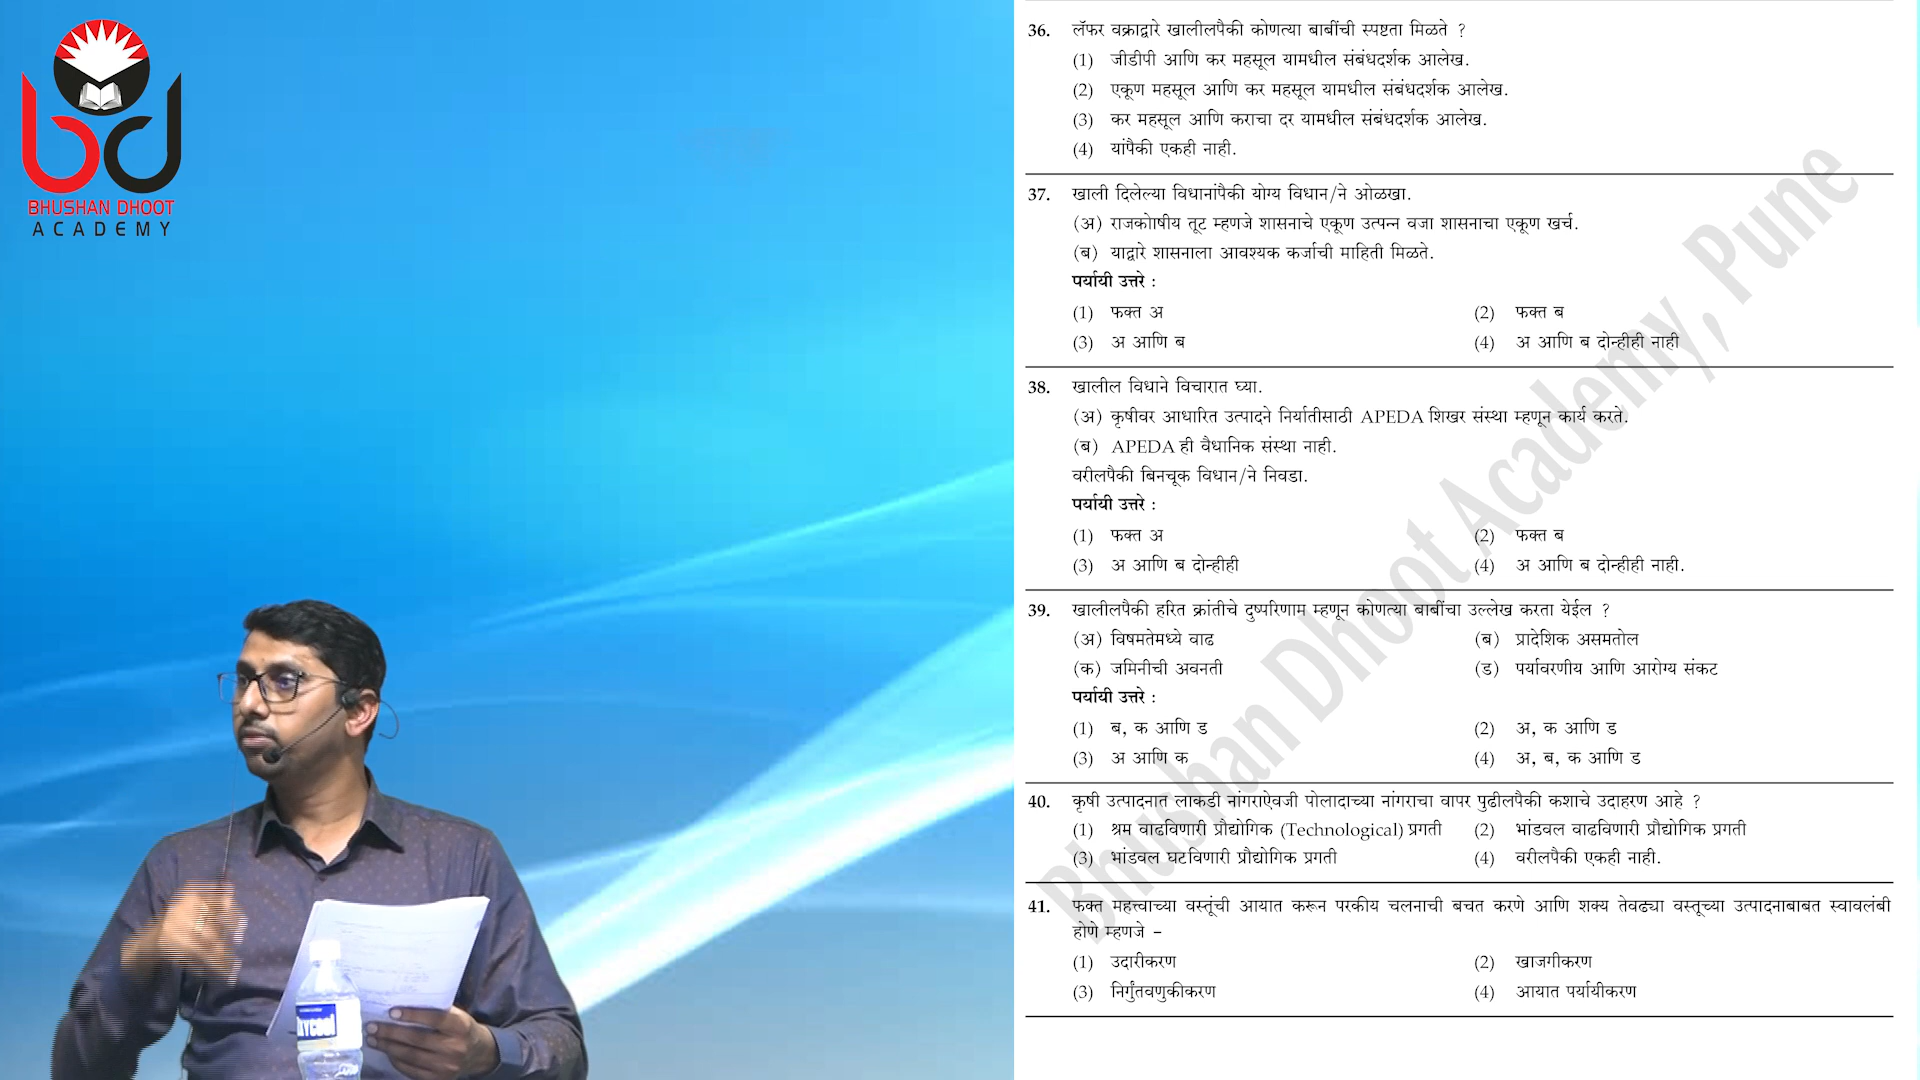 BHUSHAN DHOOT
ACADEMY
36. लॅफर वक्राद्वारे खालीलपैकी कोणत्या बाबींची स्पष्टता मिळते ?
(1) जीडीपी आणि कर महसूल यामधील संबंधदर्शक आलेख.
(2) एकूण महसूल आणि कर महसूल यामधील संबंधदर्शक आलेख.
(3) कर महसूल आणि कराचा दर यामधील संबंधदर्शक आलेख.
(4) यांपैकी एकही नाही.
37. खाली दिलेल्या विधानांपैकी योग्य विधान/ने ओळखा.
(अ) राजकोाषीय तूट म्हणजे शासनाचे एकूण उत्पन्न वजा शासनाचा एकूण खर्च.
(ब) याद्वारे शासनाला आवश्यक कर्जाची माहिती मिळते.
पर्यायी उत्तरे :
(1) फक्त अ (2) फक्त ब
(3) अ आणि ब (4) अ आणि ब दोन्हीही नाही
38. खालील विधाने विचारात घ्या.
(अ) कृषीवर आधारित उत्पादने निर्यातीसाठी APEDA शिखर संस्था म्हणून कार्य करते.
(ब) APEDA ही वैधानिक संस्था नाही.
वरीलपैकी बिनचूक विधान/ने निवडा.
पर्यायी उत्तरे :
(1) फक्त अ (2) फक्त ब
(3) अ आणि ब दोन्हीही (4) अ आणि ब दोन्हीही नाही.
39. खालीलपैकी हरित क्रांतीचे दुष्परिणाम म्हणून कोणत्या बाबींचा उल्लेख करता येईल ?
(अ) विषमतेमध्ये वाढ (ब) प्रादेशिक असमतोल
(क) जमिनीची अवनती (ड) पर्यावरणीय आणि आरोग्य संकट
पर्यायी उत्तरे :
(1) ब, क आणि ड (2) अ, क आणि ड
(3) अ आणि क (4) अ, ब, क आणि ड
40. कृषी उत्पादनात लाकडी नांगराऐवजी पोलादाच्या नांगराचा वापर पुढीलपैकी कशाचे उदाहरण आहे ?
(1) श्रम वाढविणारी प्रौद्योगिक (Technological) प्रगती (2) भांडवल वाढविणारी प्रौद्योगिक प्रगती
(3) भांडवल घटविणारी प्रौद्योगिक प्रगती (4) वरीलपैकी एकही नाही.
41. फक्त महत्त्वाच्या वस्तूंची आयात करून परकीय चलनाची बचत करणे आणि शक्य तेवढ्या वस्तूच्या उत्पादनाबाबत स्वावलंबी
होणे म्हणजे –
(1) उदारीकरण (2) खाजगीकरण
(3) निर्गुंतवणुकीकरण (4) आयात पर्यायीकरण
Bhushan Dhoot Academy, Pune